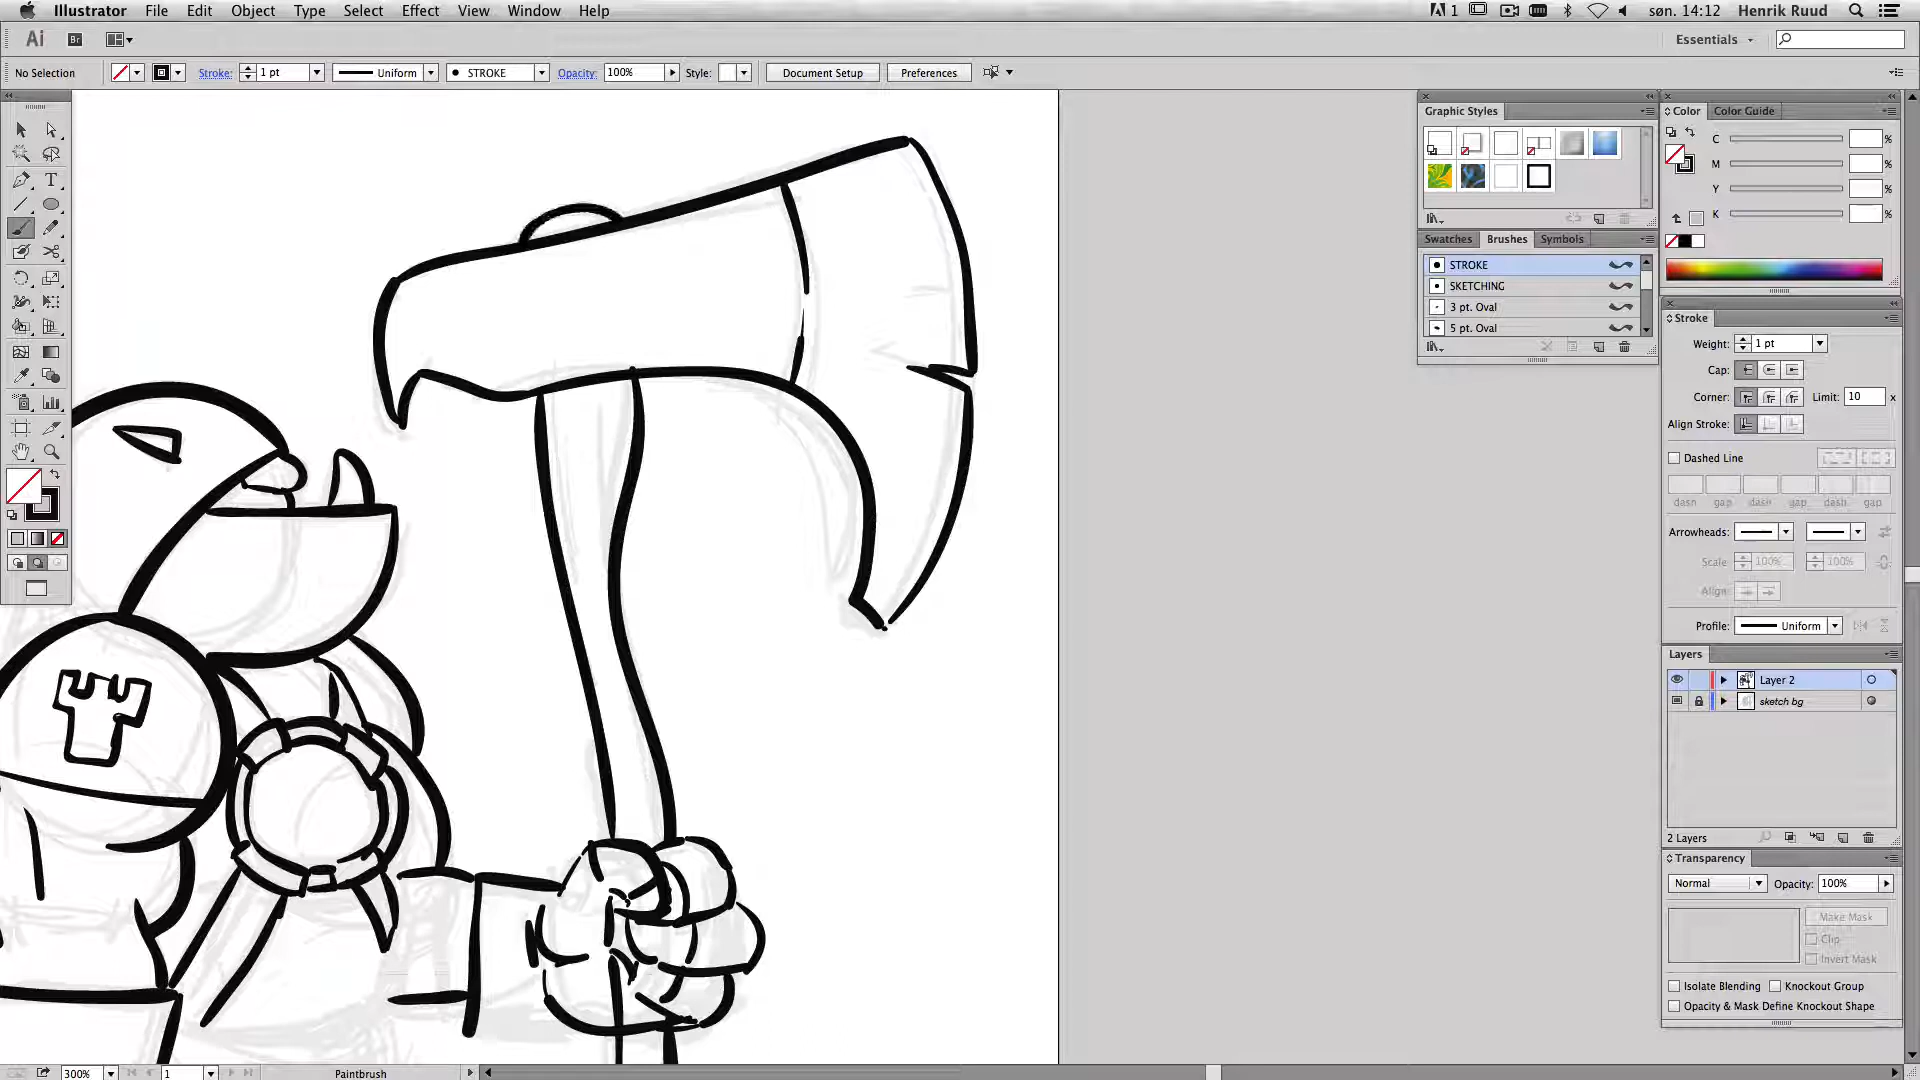 Illustrator File Edit Object Type Select Effect View Window Help 1 søn. 14:12 Henrik Ruud
Ai Br Essentials
No Selection Stroke: 1 pt Uniform STROKE Opacity: 100% Style: Document Setup Preferences
Graphic Styles
Color Color Guide
C %
M %
Y %
K %
Swatches Brushes Symbols
STROKE
SKETCHING
3 pt. Oval
5 pt. Oval
Stroke
Weight: 1 pt
Cap:
Corner: Limit: 10 x
Align Stroke:
Dashed Line
dash gap dash gap dash gap
Arrowheads:
Scale 100% 100%
Align:
Profile: Uniform
Layers
Layer 2
sketch bg
2 Layers
Transparency
Normal Opacity: 100%
Make Mask
Clip
Invert Mask
Isolate Blending Knockout Group
Opacity & Mask Define Knockout Shape
300% 1 Paintbrush